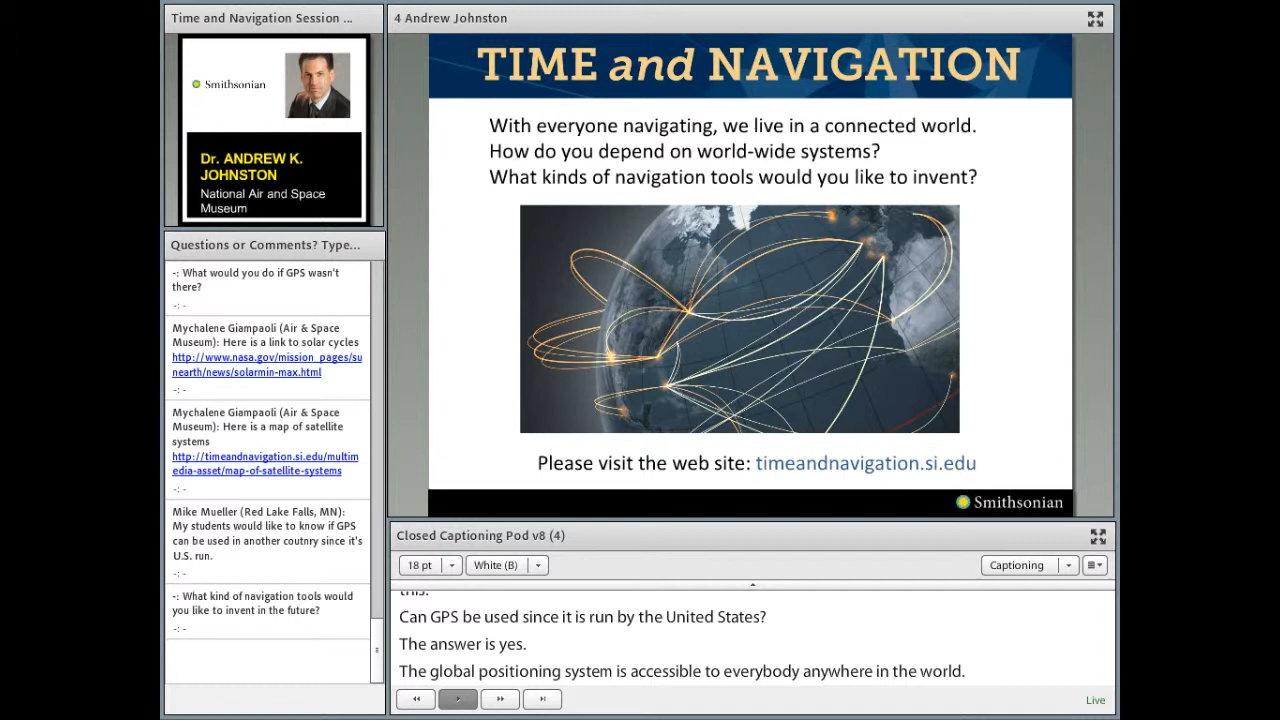 Time and Navigation Session ...
Smithsonian
Dr. ANDREW K.
JOHNSTON
National Air and Space
Museum
Questions or Comments? Type...
-: What would you do if GPS wasn't
there?
-: -
Mychalene Giampaoli (Air & Space
Museum): Here is a link to solar cycles
http://www.nasa.gov/mission_pages/su
nearth/news/solarmin-max.html
-: -
Mychalene Giampaoli (Air & Space
Museum): Here is a map of satellite
systems
http://timeandnavigation.si.edu/multim
edia-asset/map-of-satellite-systems
-: -
Mike Mueller (Red Lake Falls, MN):
My students would like to know if GPS
can be used in another coutnry since it's
U.S. run.
-: -
-: What kind of navigation tools would
you like to invent in the future?
-: -
4 Andrew Johnston
TIME and NAVIGATION
With everyone navigating, we live in a connected world.
How do you depend on world-wide systems?
What kinds of navigation tools would you like to invent?
Please visit the web site: timeandnavigation.si.edu
Smithsonian
Closed Captioning Pod v8 (4)
18 pt White (B) Captioning
this.
Can GPS be used since it is run by the United States?
The answer is yes.
The global positioning system is accessible to everybody anywhere in the world.
Live